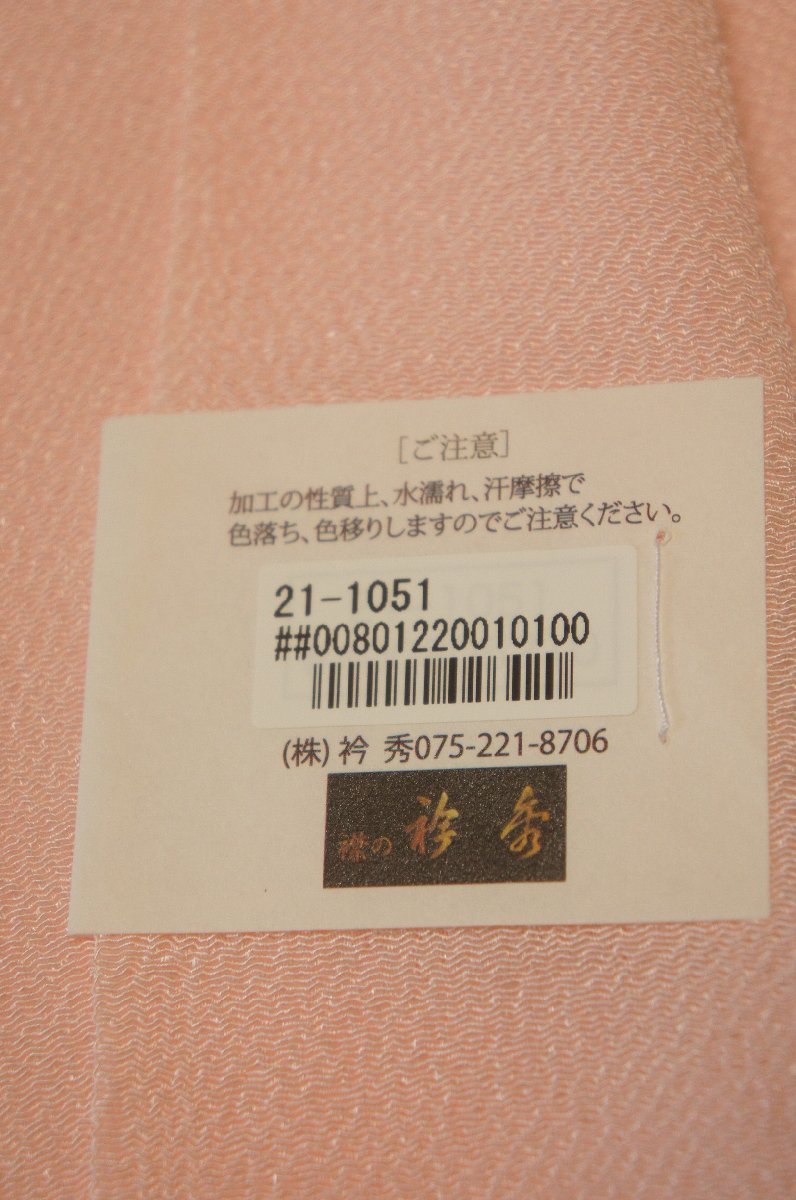 ［ご注意］
加工の性質上、水濡れ、汗摩擦で
色落ち、色移りしますのでご注意ください。
21-1051
##00801220010100
(株) 衿 秀075-221-8706
襟の 衿 秀